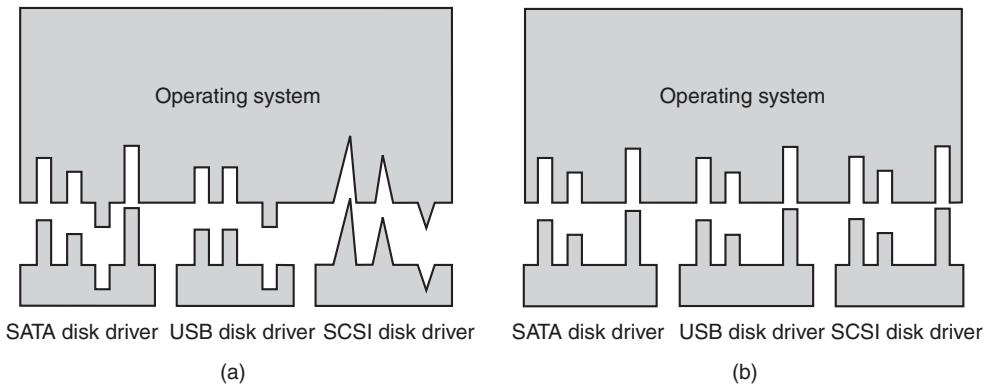 Operating system
Operating system
SATA disk driver USB disk driver SCSI disk driver
SATA disk driver USB disk driver SCSI disk driver
(a)
(b)